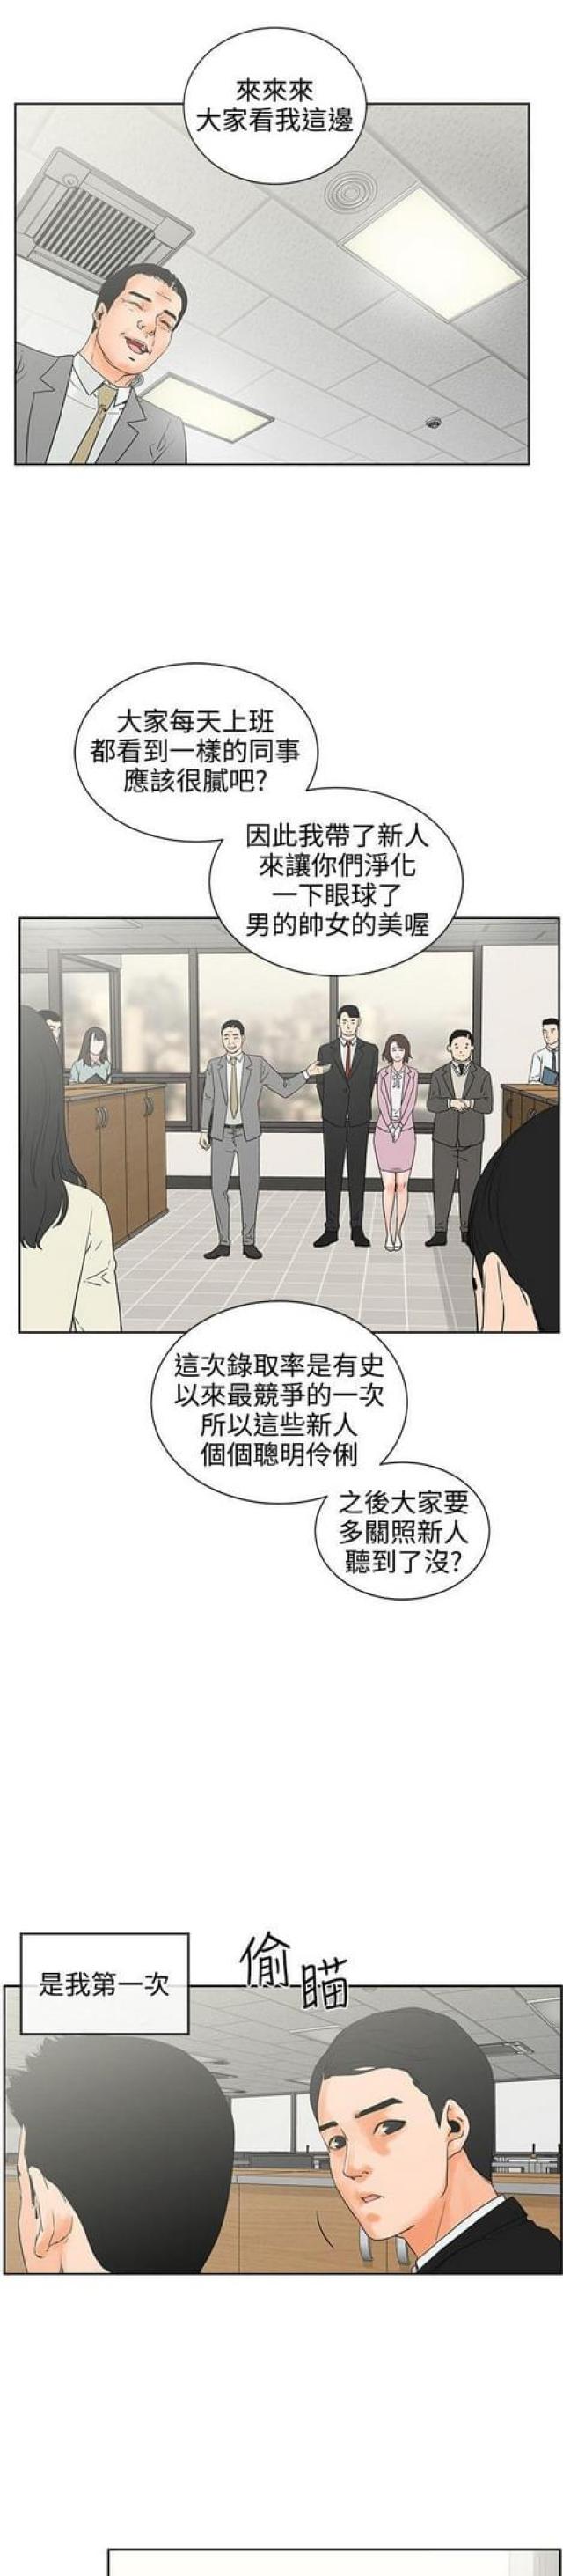 來來來
大家看我這邊
大家每天上班
都看到一樣的同事
應該很膩吧?
因此我帶了新人
來讓你們淨化
一下眼球了
男的帥女的美喔
這次錄取率是有史
以來最競爭的一次
所以這些新人
個個聰明伶俐
之後大家要
多關照新人
聽到了沒?
是我第一次
偷瞄